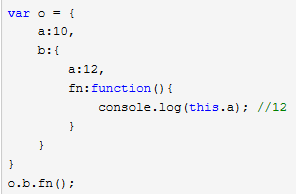 var o = {
    a:10,
    b:{
        a:12,
        fn:function(){
            console.log(this.a); //12
        }
    }
}
o.b.fn();